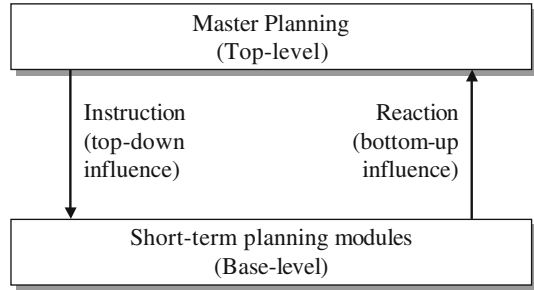 Master Planning
(Top-level)
Instruction
(top-down
influence)
Reaction
(bottom-up
influence)
Short-term planning modules
(Base-level)